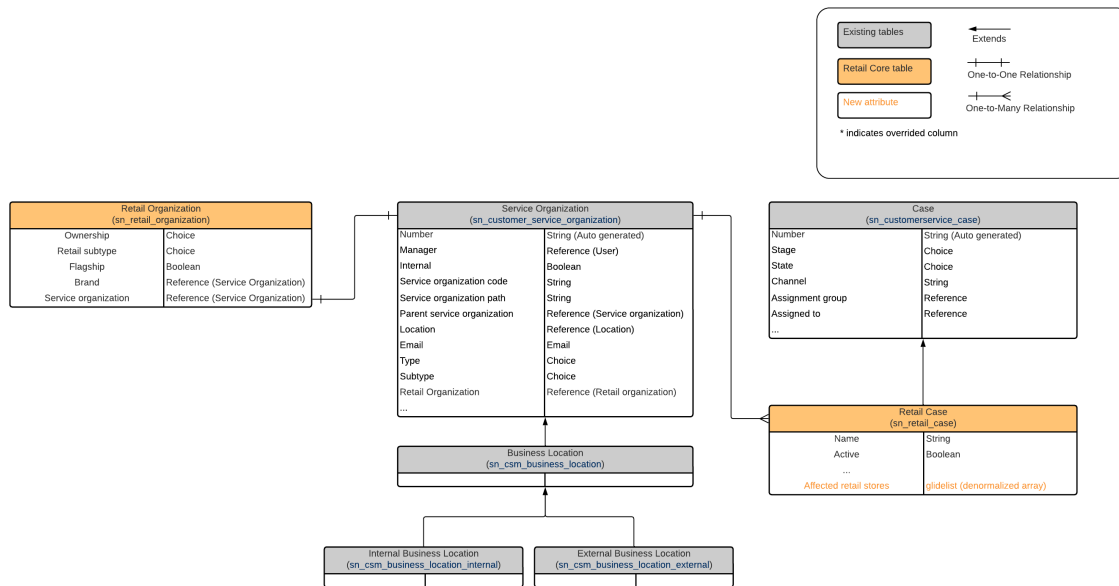 Existing tables
Extends
Retail Core table
One-to-One Relationship
New attribute
One-to-Many Relationship
* indicates overrided column
Retail Organization
(sn_retail_organization)
Ownership Choice
Retail subtype Choice
Flagship Boolean
Brand Reference (Service Organization)
Service organization Reference (Service Organization)
Service Organization
(sn_customer_service_organization)
Number String (Auto generated)
Manager Reference (User)
Internal Boolean
Service organization code String
Service organization path String
Parent service organization Reference (Service organization)
Location Reference (Location)
Email Email
Type Choice
Subtype Choice
Retail Organization Reference (Retail organization)
...
Case
(sn_customerservice_case)
Number String (Auto generated)
Stage Choice
State Choice
Channel String
Assignment group Reference
Assigned to Reference
...
Retail Case
(sn_retail_case)
Name String
Active Boolean
...
Affected retail stores glidelist (denormalized array)
Business Location
(sn_csm_business_location)
Internal Business Location
(sn_csm_business_location_internal)
External Business Location
(sn_csm_business_location_external)